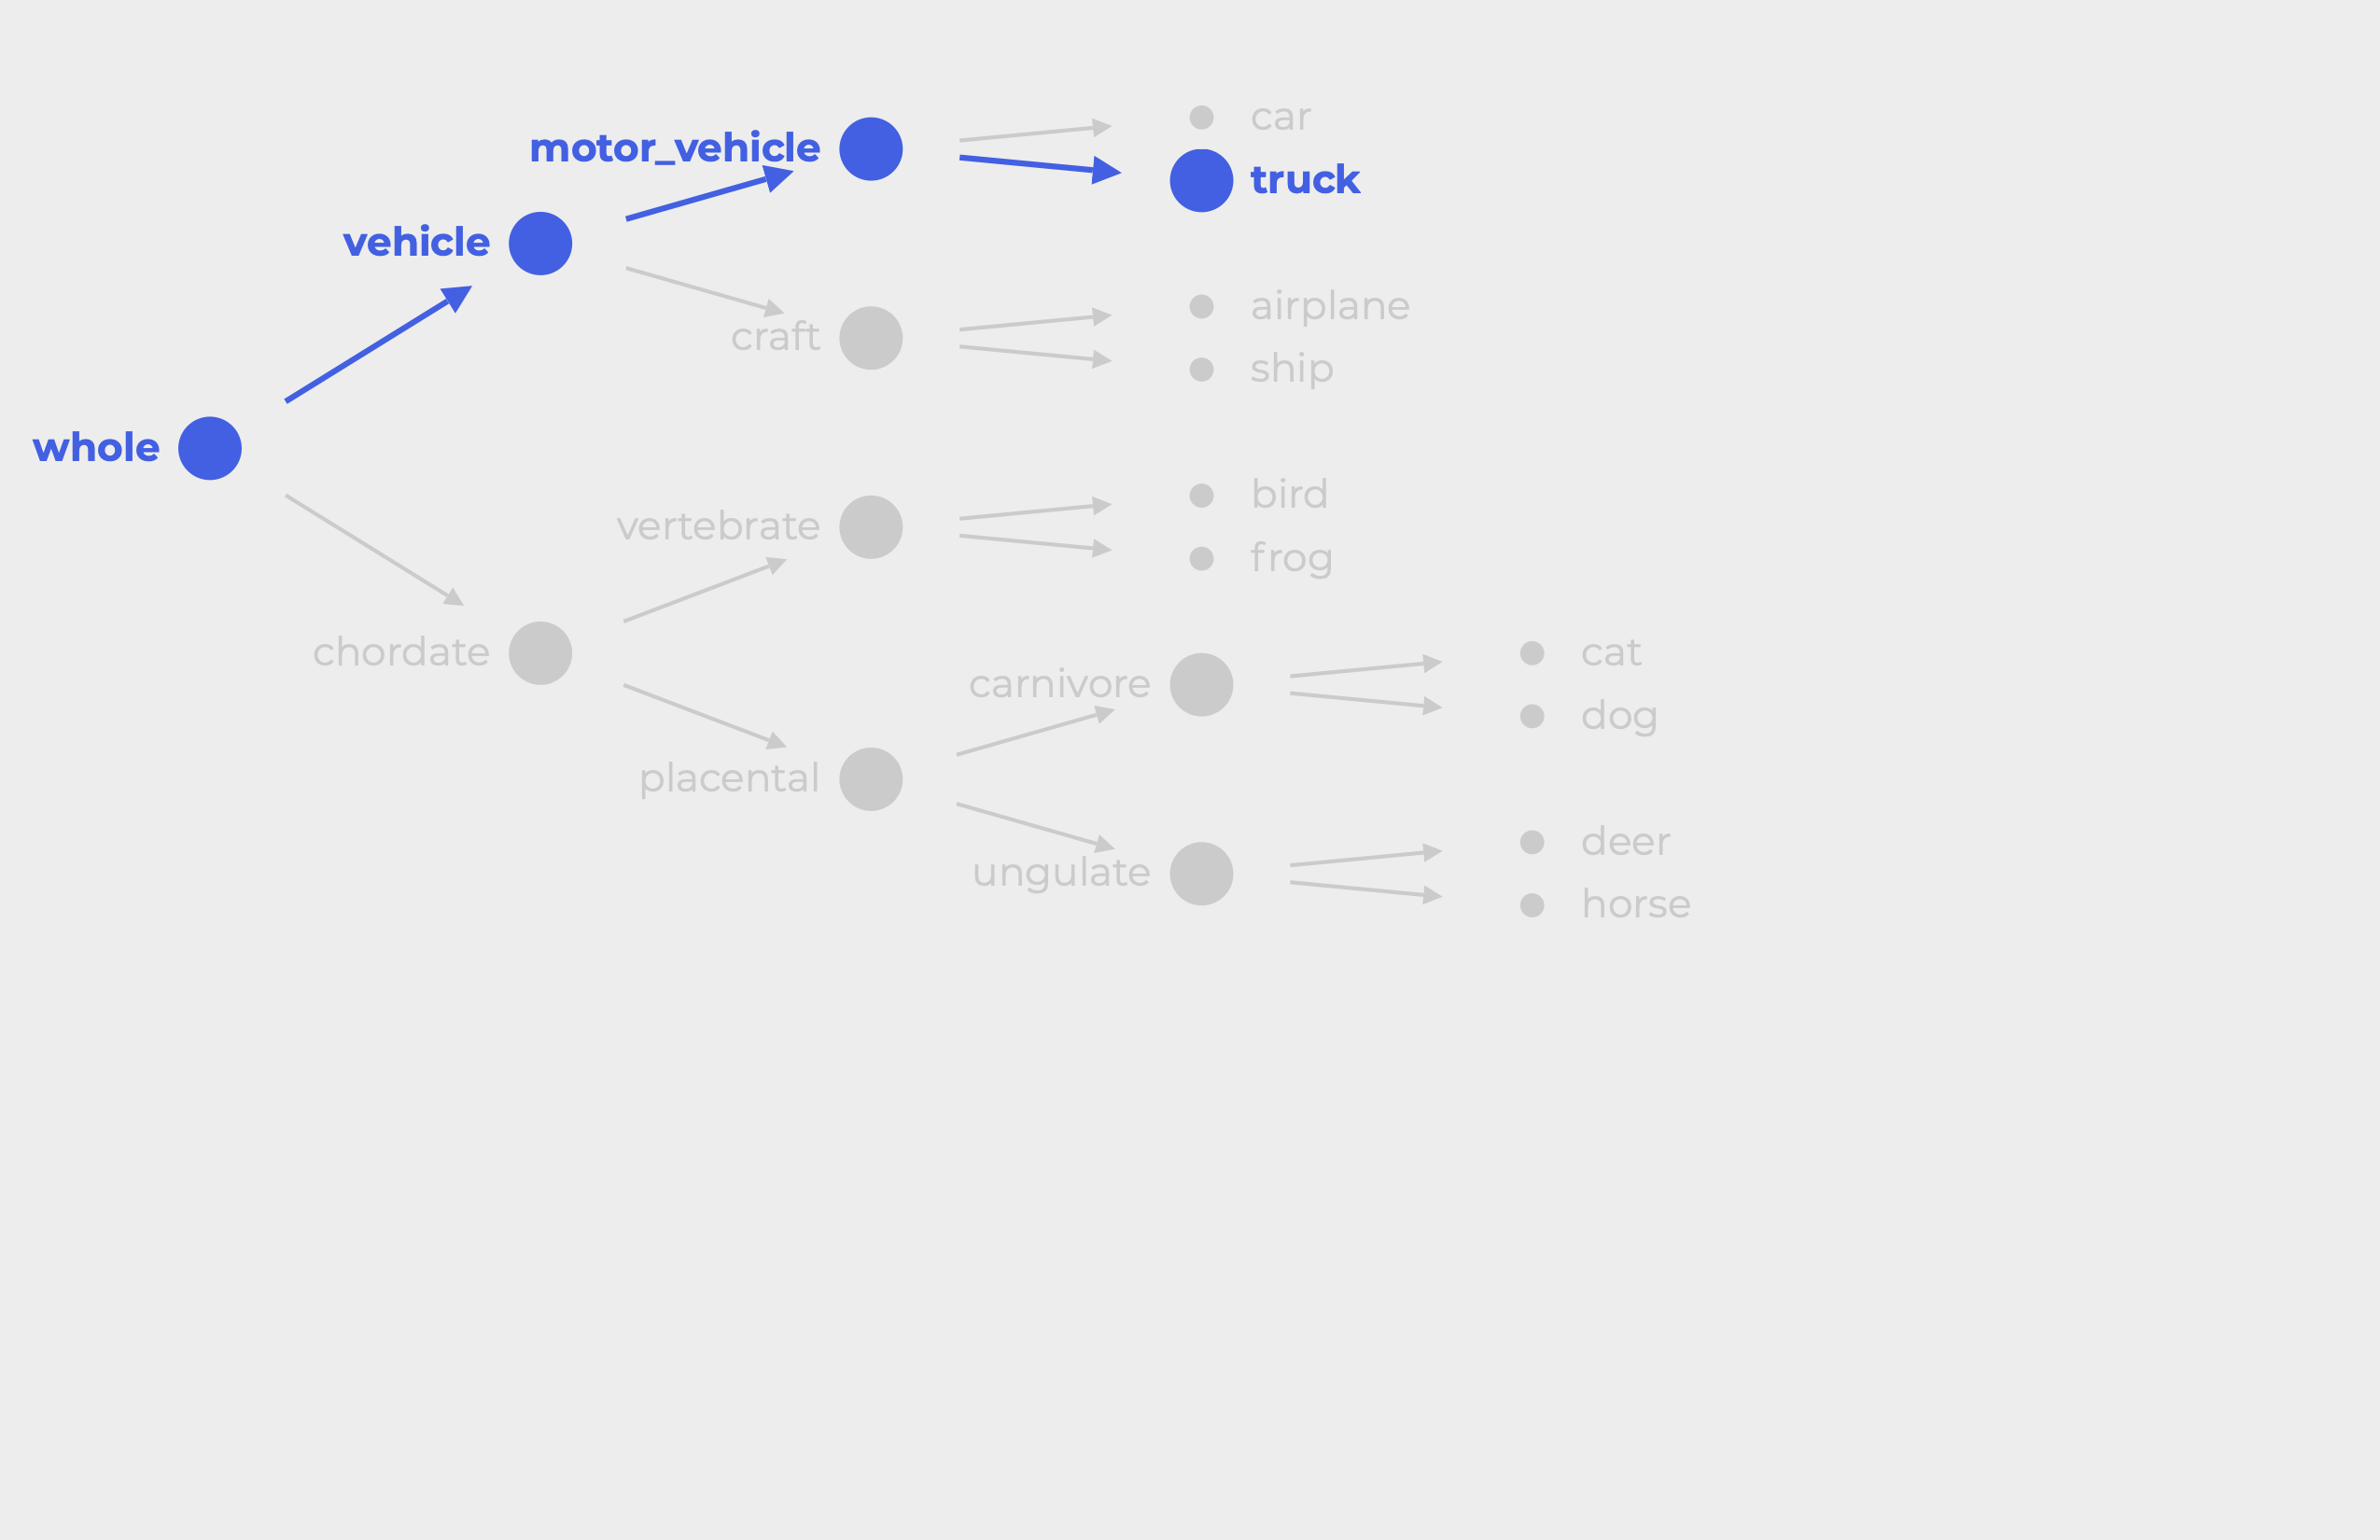 car
motor_vehicle
truck
vehicle
airplane
craft
ship
whole
bird
vertebrate
frog
chordate
cat
carnivore
dog
placental
deer
ungulate
horse